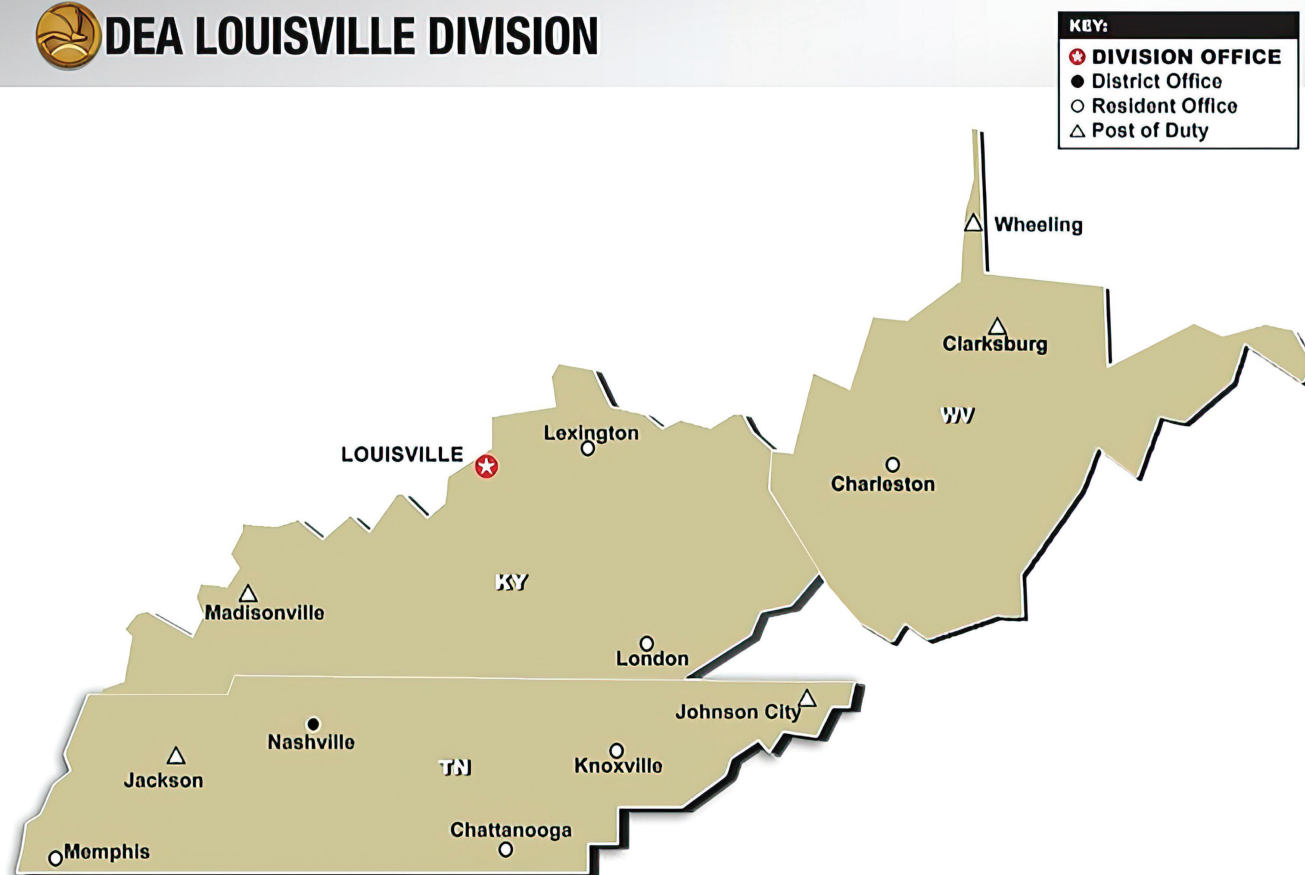 DEA LOUISVILLE DIVISION
KEY:
DIVISION OFFICE
District Office
Resident Office
Post of Duty
Wheeling
Clarksburg
WV
Lexington
LOUISVILLE
Charleston
KY
Madisonville
London
Johnson City
Nashville
TN
Knoxville
Jackson
Chattanooga
Memphis